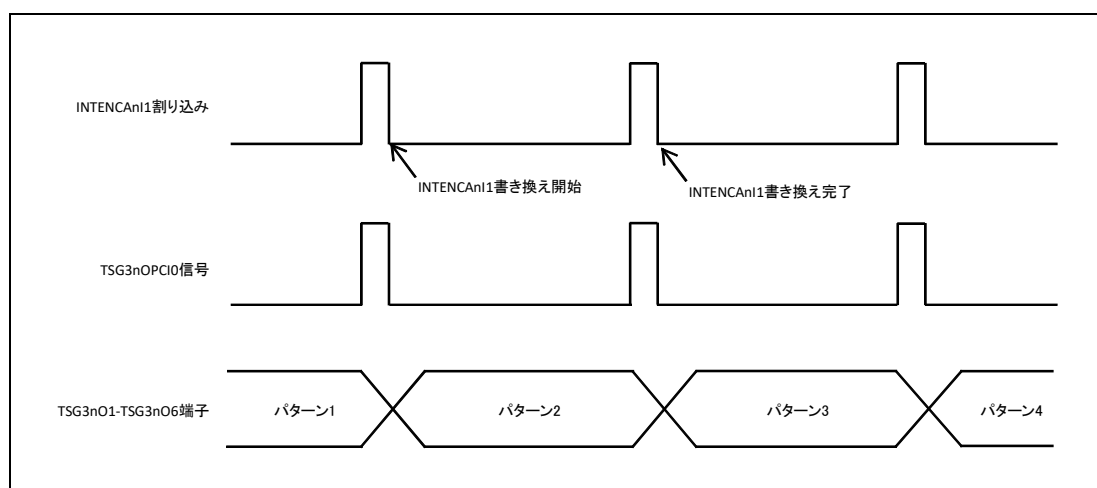 INTENCAnI1割り込み
INTENCAnI1書き換え開始
INTENCAnI1書き換え完了
TSG3nOPCI0信号
TSG3nO1-TSG3nO6端子
パターン1
パターン2
パターン3
パターン4